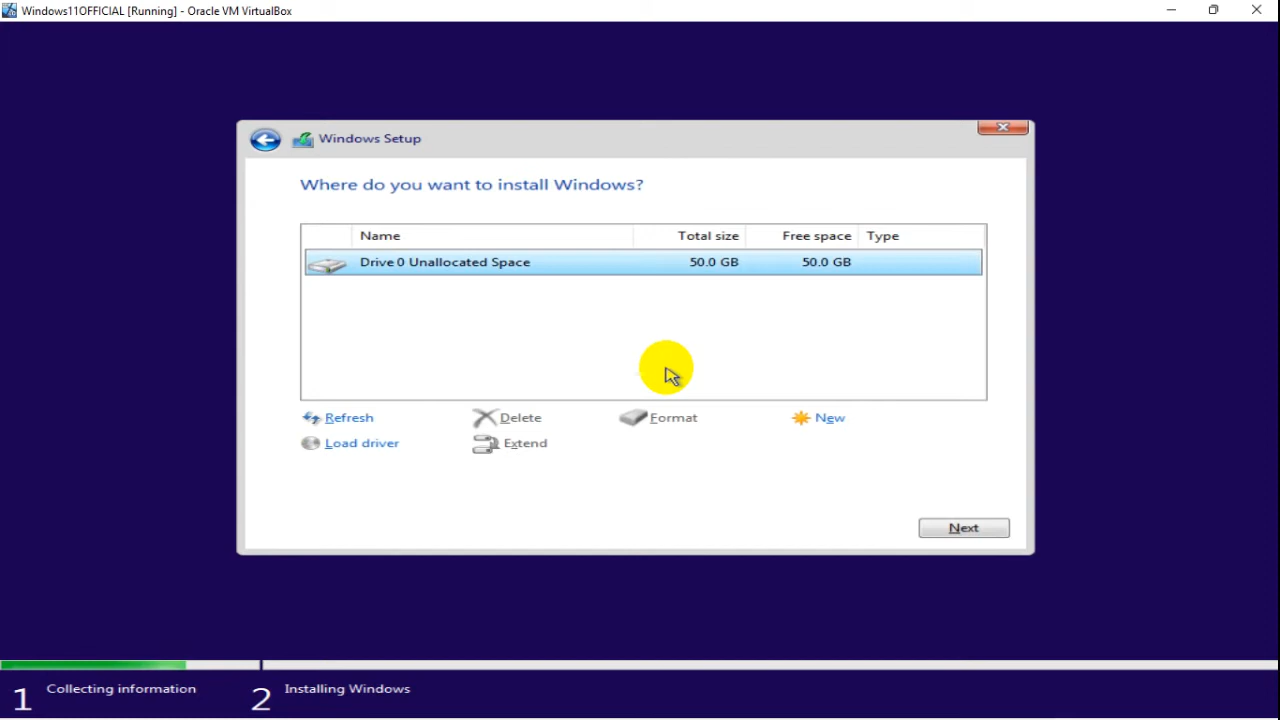 Windows11OFFICIAL [Running] - Oracle VM VirtualBox
Windows Setup
Where do you want to install Windows?
Name Total size Free space Type
Drive 0 Unallocated Space 50.0 GB 50.0 GB
Refresh Delete Format New
Load driver Extend
Next
1 Collecting information 2 Installing Windows